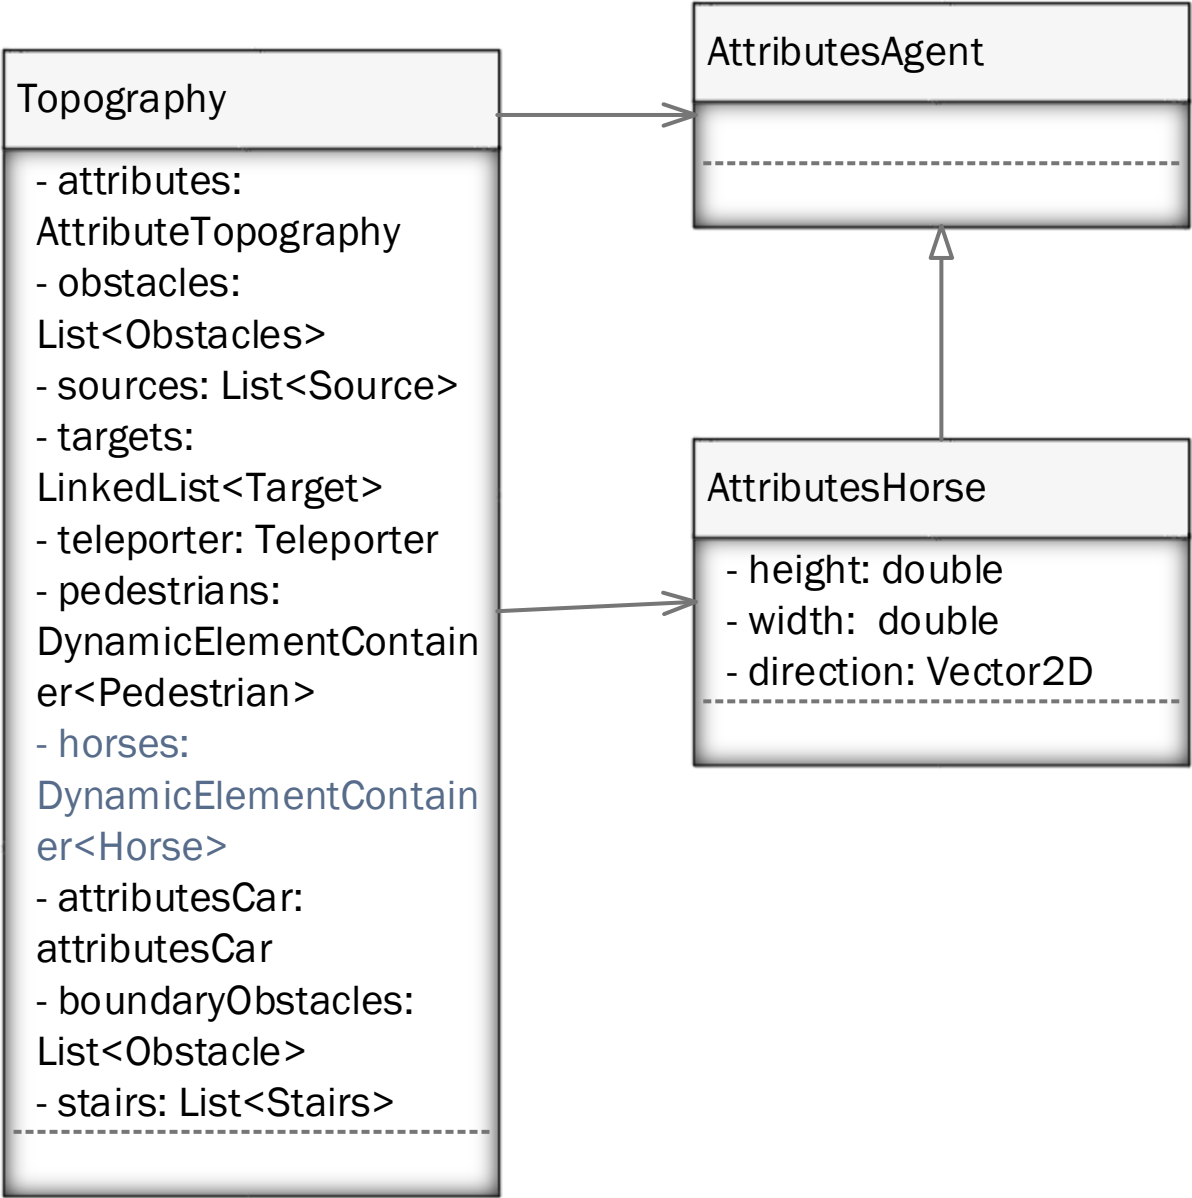 Topography
- attributes:
AttributeTopography
- obstacles:
List<Obstacles>
- sources: List<Source>
- targets:
LinkedList<Target>
- teleporter: Teleporter
- pedestrians:
DynamicElementContain
er<Pedestrian>
- horses:
DynamicElementContain
er<Horse>
- attributesCar:
attributesCar
- boundaryObstacles:
List<Obstacle>
- stairs: List<Stairs>
AttributesAgent
AttributesHorse
- height: double
- width:  double
- direction: Vector2D